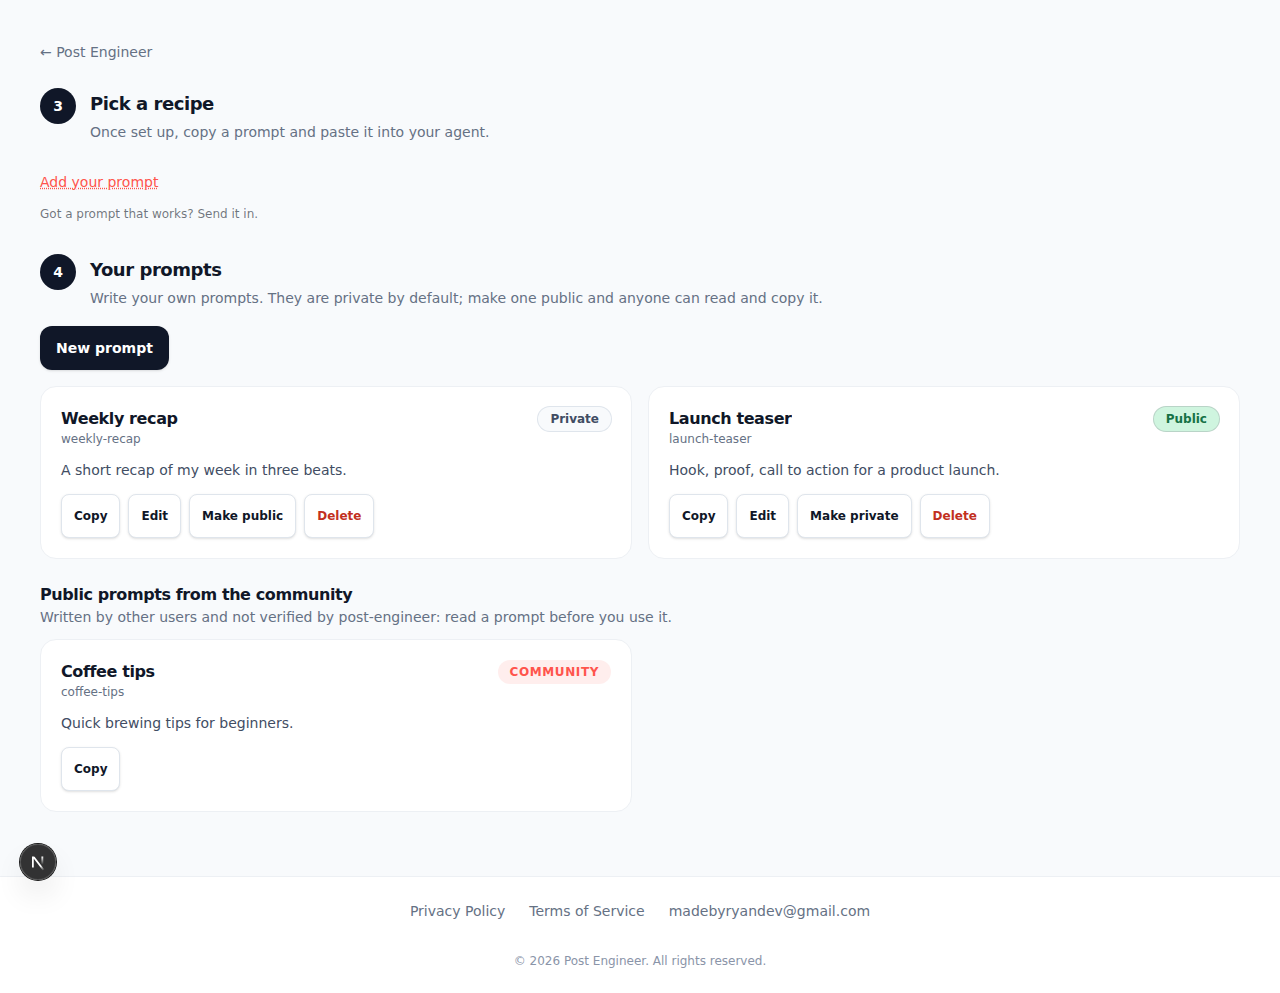 ← Post Engineer
3
Pick a recipe
Once set up, copy a prompt and paste it into your agent.
Add your prompt
Got a prompt that works? Send it in.
4
Your prompts
Write your own prompts. They are private by default; make one public and anyone can read and copy it.
New prompt
Weekly recap
Private
weekly-recap
A short recap of my week in three beats.
Copy
Edit
Make public
Delete
Launch teaser
Public
launch-teaser
Hook, proof, call to action for a product launch.
Copy
Edit
Make private
Delete
Public prompts from the community
Written by other users and not verified by post-engineer: read a prompt before you use it.
Coffee tips
COMMUNITY
coffee-tips
Quick brewing tips for beginners.
Copy
N
Privacy Policy
Terms of Service
madebyryandev@gmail.com
© 2026 Post Engineer. All rights reserved.